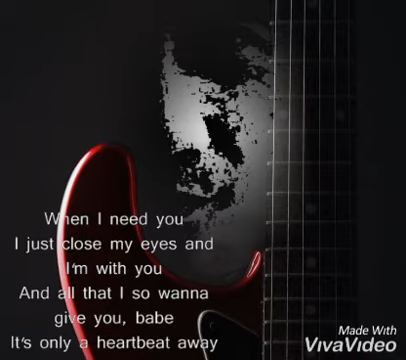 When I need you
I just close my eyes and
I'm with you
And all that I so wanna
give you, babe
It's only a heartbeat away
Made With
VivaVideo